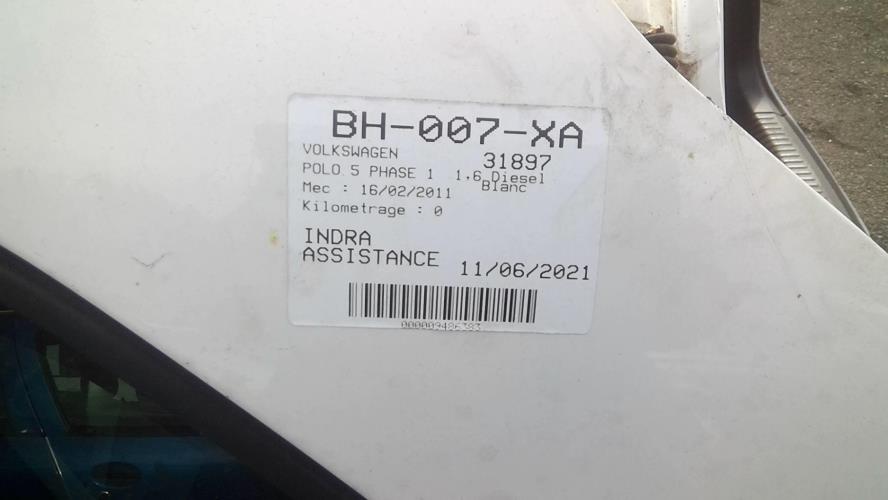 BH-007-XA
VOLKSWAGEN 31897
POLO 5 PHASE 1 1.6 Diesel
Mec : 16/02/2011 Blanc
Kilometrage : 0
INDRA
ASSISTANCE 11/06/2021
000009486383